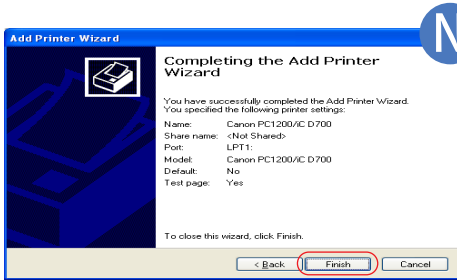 Add Printer Wizard
N
Completing the Add Printer
Wizard
You have successfully completed the Add Printer Wizard.
You specified the following printer settings:
Name: Canon PC1200/iC D700
Share name: <Not Shared>
Port: LPT1:
Model: Canon PC1200/iC D700
Default: No
Test page: Yes
To close this wizard, click Finish.
< Back Finish Cancel